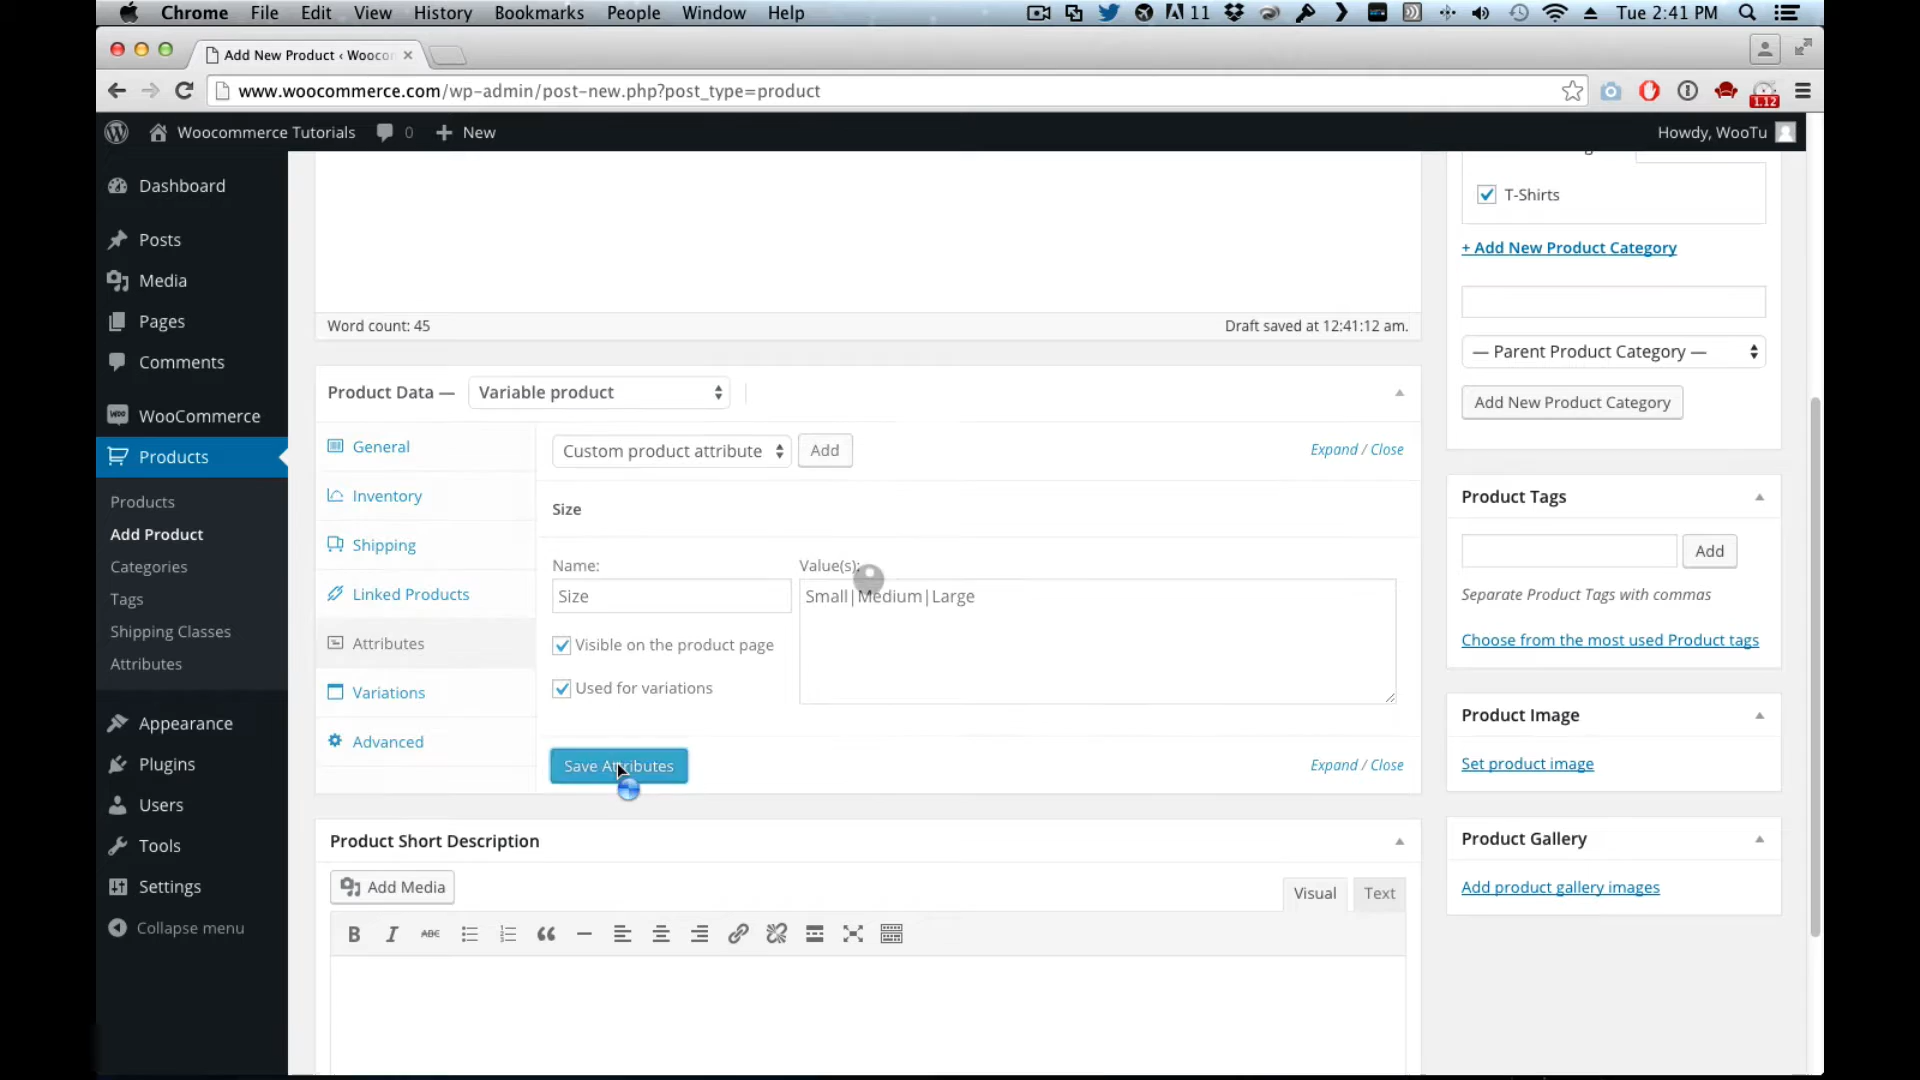 Chrome File Edit View History Bookmarks People Window Help 11 Tue 2:41 PM
Add New Product ‹ Wooco
www.woocommerce.com/wp-admin/post-new.php?post_type=product
1.12
Woocommerce Tutorials 0 + New Howdy, WooTu
Dashboard
Posts
Media
Pages
Comments
WooCommerce
Products
Products
Add Product
Categories
Tags
Shipping Classes
Attributes
Appearance
Plugins
Users
Tools
Settings
Collapse menu
Word count: 45 Draft saved at 12:41:12 am.
Product Data — Variable product
General
Inventory
Shipping
Linked Products
Attributes
Variations
Advanced
Custom product attribute Add Expand / Close
Size
Name: Value(s):
Size Small|Medium|Large
Visible on the product page
Used for variations
Save Attributes Expand / Close
Product Short Description
Add Media Visual Text
B I ABC
T-Shirts
+ Add New Product Category
— Parent Product Category —
Add New Product Category
Product Tags
Add
Separate Product Tags with commas
Choose from the most used Product tags
Product Image
Set product image
Product Gallery
Add product gallery images